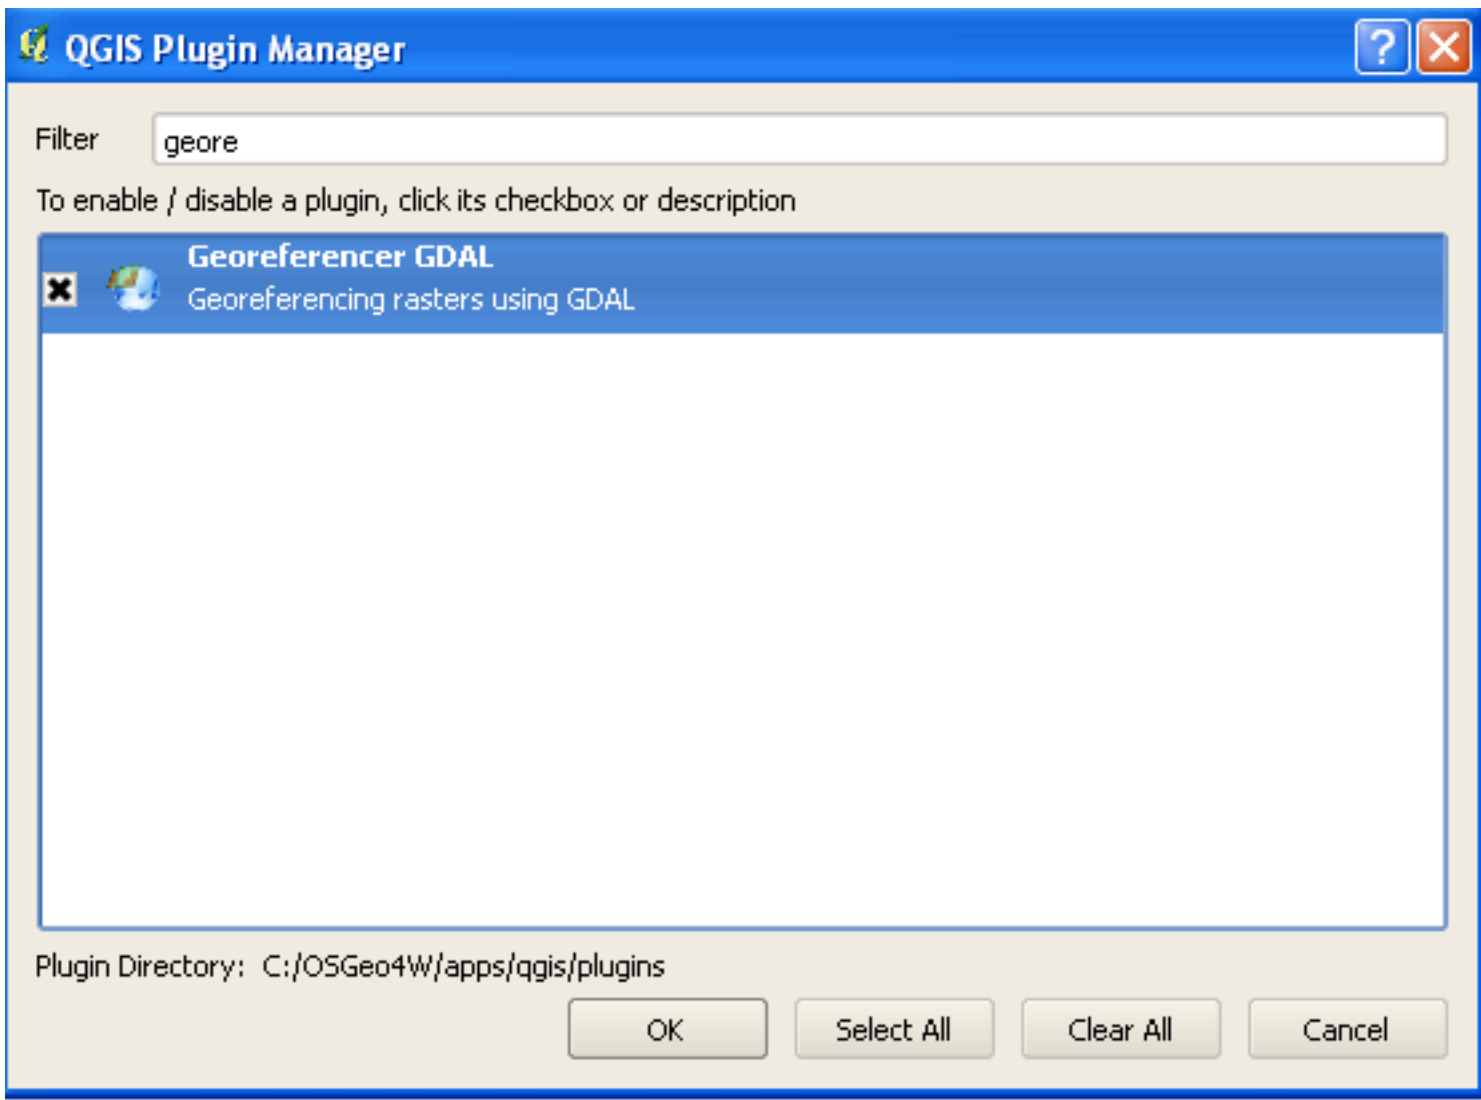 QGIS Plugin Manager
?
Filter geore
To enable / disable a plugin, click its checkbox or description
Georeferencer GDAL
Georeferencing rasters using GDAL
Plugin Directory: C:/OSGeo4W/apps/qgis/plugins
OK Select All Clear All Cancel